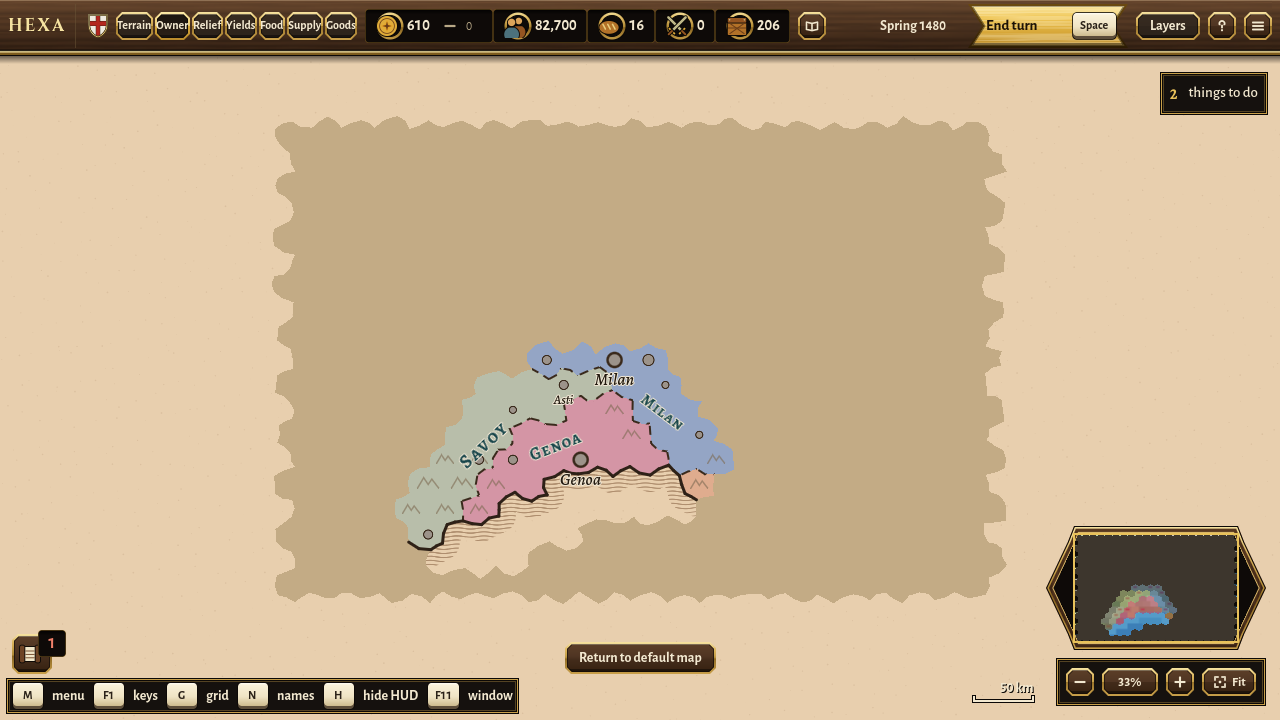 HEXA
Terrain Owner Relief Yields Food Supply Goods
610 — 0
82,700
16
0
206
Spring 1480
End turn Space
Layers
?
2 things to do
Milan
Asti
MILAN
SAVOY
GENOA
Genoa
50 km
1
Return to default map
− 33% + Fit
M menu F1 keys G grid N names H hide HUD F11 window